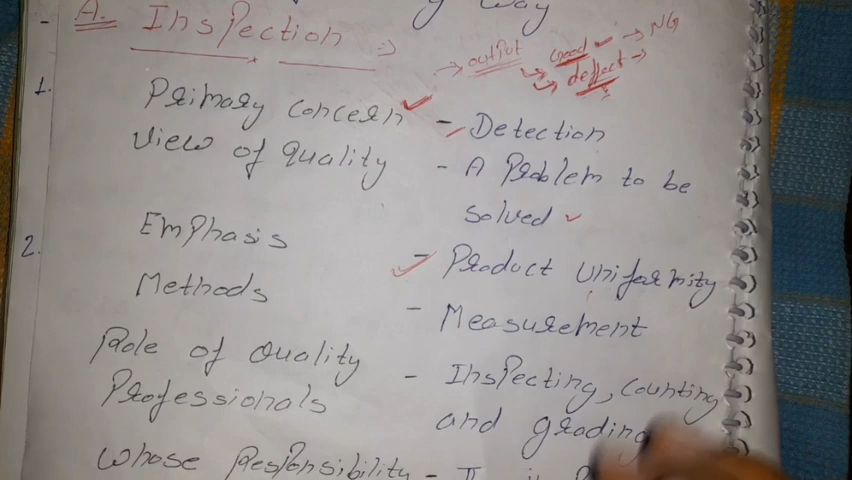 way
A. Inspection
→ output good → NG
defect →
1.
Primary Concern - Detection
View of Quality - A Problem to be
solved
2.
Emphasis - Product Uniformity
Methods - Measurement
Role of Quality - Inspecting, Counting
Professionals and grading
Whose Responsibility -